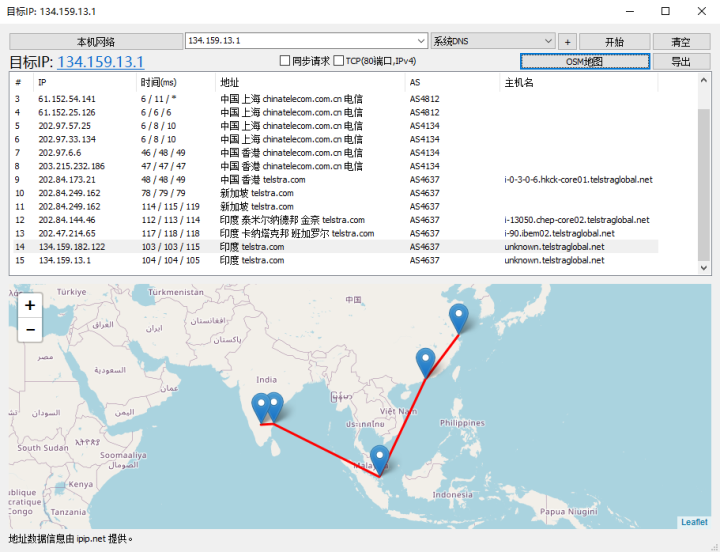 目标IP: 134.159.13.1
本机网络 134.159.13.1 系统DNS + 开始 清空
目标IP: 134.159.13.1 同步请求 TCP(80端口,IPv4) OSM地图 导出
# IP 时间(ms) 地址 AS 主机名
3 61.152.54.141 6 / 11 / * 中国 上海 chinatelecom.com.cn 电信 AS4812
4 61.152.25.126 6 / 6 / 6 中国 上海 chinatelecom.com.cn 电信 AS4812
5 202.97.57.25 6 / 8 / 10 中国 上海 chinatelecom.com.cn 电信 AS4134
6 202.97.33.134 6 / 8 / 10 中国 上海 chinatelecom.com.cn 电信 AS4134
7 202.97.6.6 46 / 48 / 49 中国 香港 chinatelecom.com.cn 电信 AS4134
8 203.215.232.186 47 / 47 / 47 中国 香港 chinatelecom.com.cn 电信 AS4134
9 202.84.173.21 48 / 48 / 49 中国 香港 telstra.com AS4637 i-0-3-0-6.hkck-core01.telstraglobal.net
10 202.84.249.162 78 / 79 / 79 新加坡 telstra.com AS4637
11 202.84.249.162 114 / 115 / 119 新加坡 telstra.com AS4637
12 202.84.144.46 112 / 113 / 114 印度 泰米尔纳德邦 金奈 telstra.com AS4637 i-13050.chep-core02.telstraglobal.net
13 202.47.214.65 117 / 118 / 118 印度 卡纳塔克邦 班加罗尔 telstra.com AS4637 i-90.ibem02.telstraglobal.net
14 134.159.182.122 103 / 103 / 115 印度 telstra.com AS4637 unknown.telstraglobal.net
15 134.159.13.1 104 / 104 / 105 印度 telstra.com AS4637 unknown.telstraglobal.net
+
−
Türkiye
Türkmenistan
中国
افغانستان
العراق
ایران
پاکستان
مصر
السعودية
عمان
India
السودان
اليمن
Việt Nam
ประเทศไทย
Philippines
South Sudan
Soomaaliya
الصومال
Kenya
Malaysia
Indonesia
Congo
Tanzania
Papua Niugini
Leaflet
地址数据信息由 ipip.net 提供。